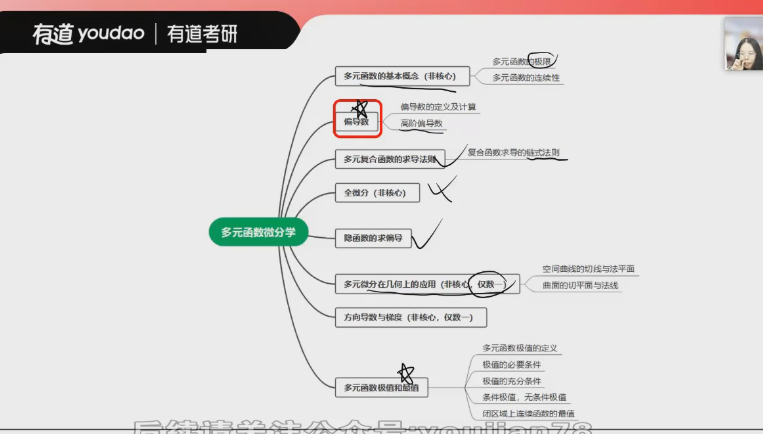 有道 youdao | 有道考研
多元函数微分学
多元函数的基本概念（非核心）
多元函数的极限
多元函数的连续性
偏导数
偏导数的定义及计算
高阶偏导数
多元复合函数的求导法则
复合函数求导的链式法则
全微分（非核心）
隐函数的求偏导
多元微分在几何上的应用（非核心，仅数一）
空间曲线的切线与法平面
曲面的切平面与法线
方向导数与梯度（非核心，仅数一）
多元函数极值和最值
多元函数极值的定义
极值的必要条件
极值的充分条件
条件极值，无条件极值
闭区域上连续函数的最值
后续请关注公众号:youjian78